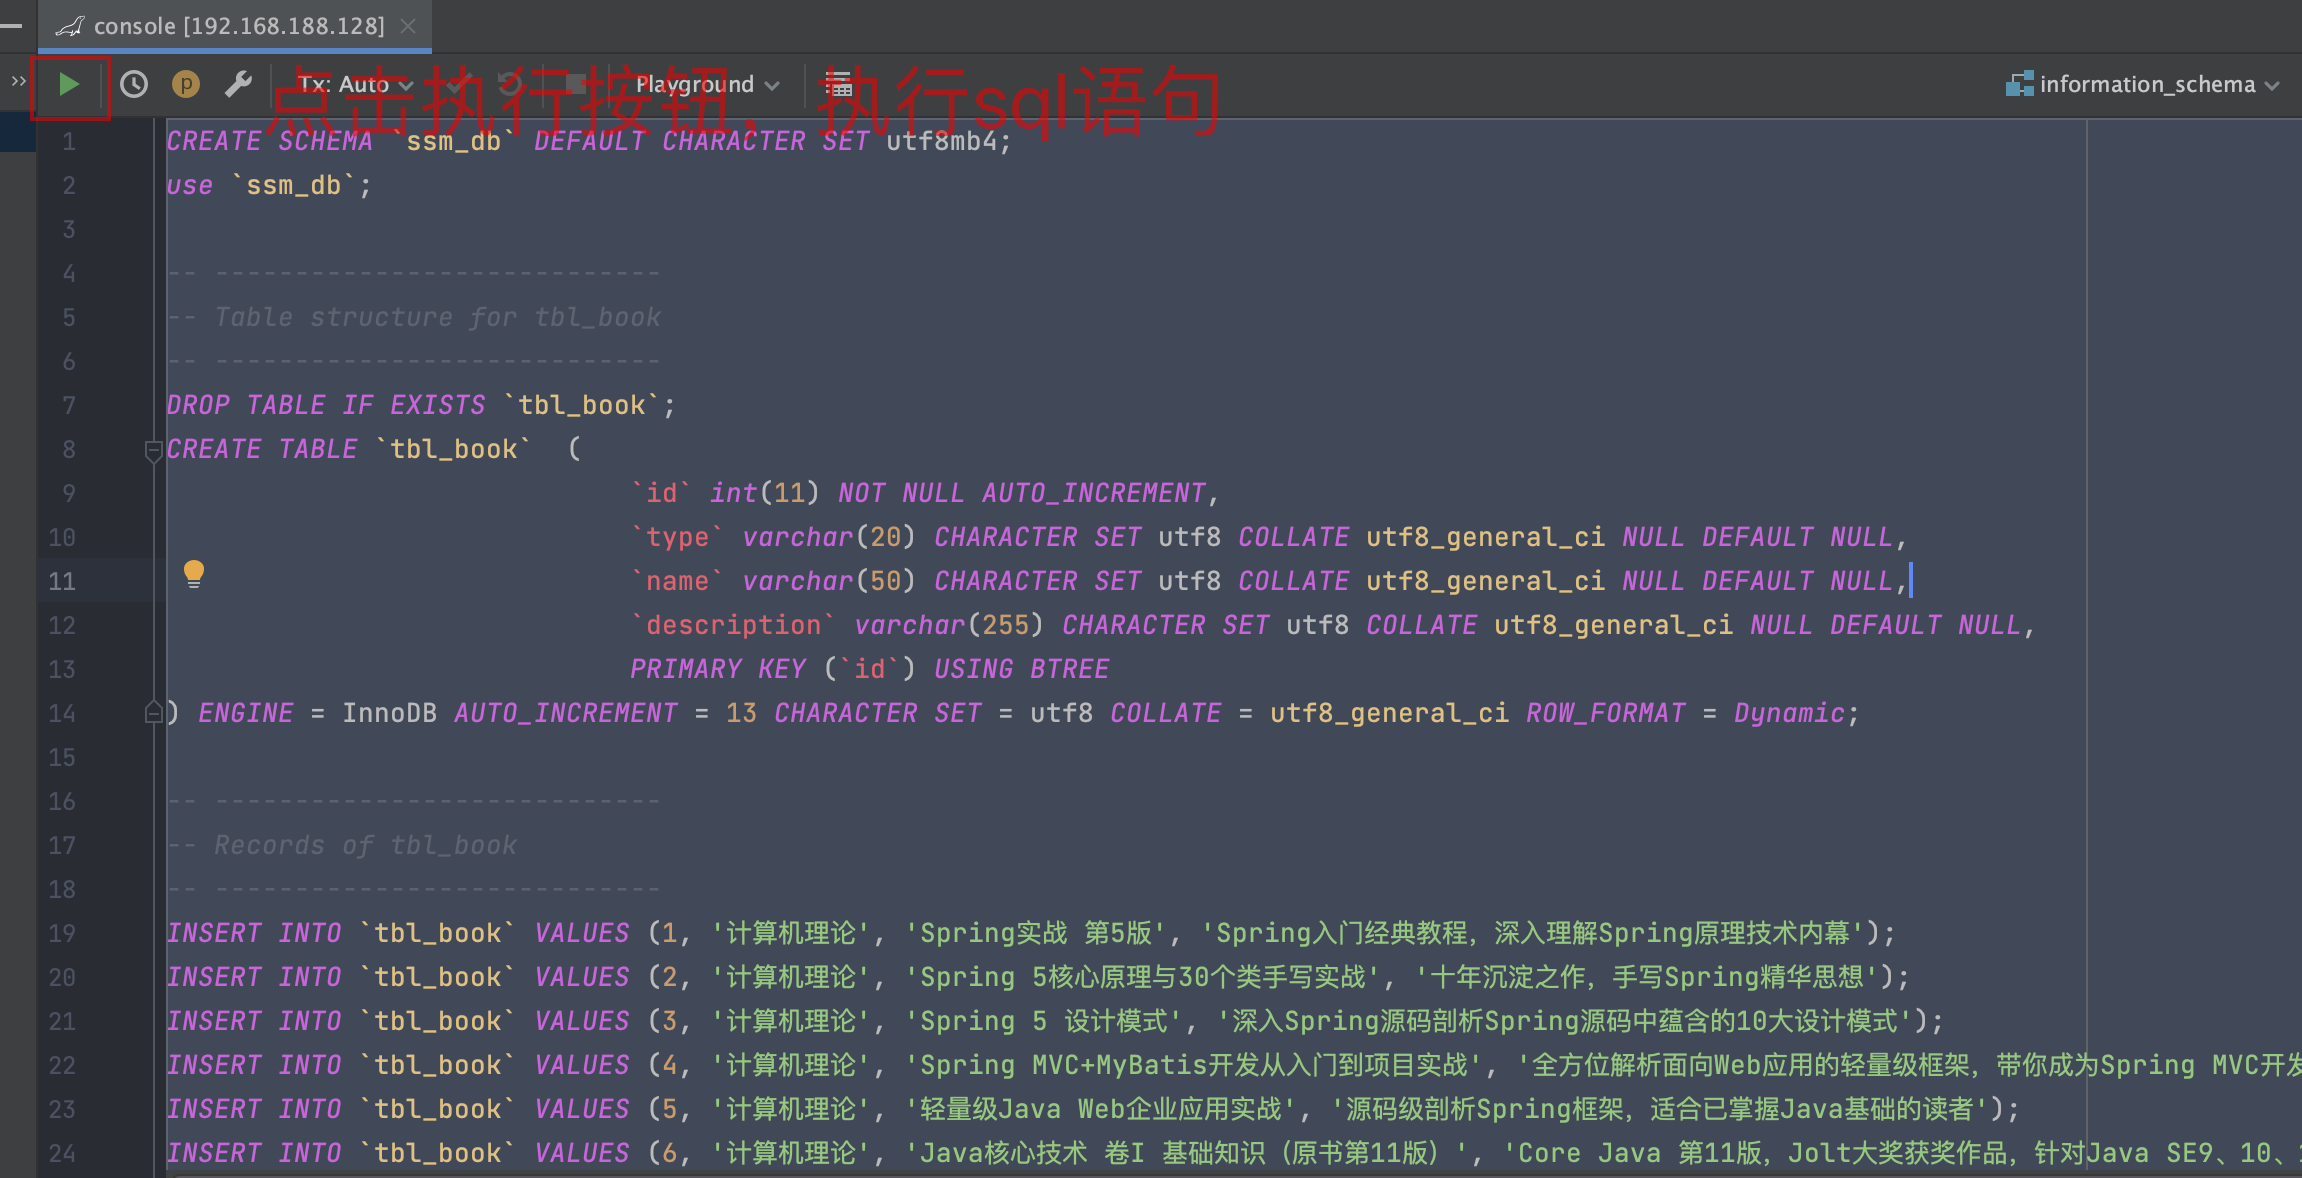 console [192.168.188.128]
Tx: Auto Playground information_schema
点击执行按钮，执行sql语句
1 CREATE SCHEMA `ssm_db` DEFAULT CHARACTER SET utf8mb4;
2 use `ssm_db`;
3
4 -- ----------------------------
5 -- Table structure for tbl_book
6 -- ----------------------------
7 DROP TABLE IF EXISTS `tbl_book`;
8 CREATE TABLE `tbl_book`  (
9 `id` int(11) NOT NULL AUTO_INCREMENT,
10 `type` varchar(20) CHARACTER SET utf8 COLLATE utf8_general_ci NULL DEFAULT NULL,
11 `name` varchar(50) CHARACTER SET utf8 COLLATE utf8_general_ci NULL DEFAULT NULL,
12 `description` varchar(255) CHARACTER SET utf8 COLLATE utf8_general_ci NULL DEFAULT NULL,
13 PRIMARY KEY (`id`) USING BTREE
14 ) ENGINE = InnoDB AUTO_INCREMENT = 13 CHARACTER SET = utf8 COLLATE = utf8_general_ci ROW_FORMAT = Dynamic;
15
16 -- ----------------------------
17 -- Records of tbl_book
18 -- ----------------------------
19 INSERT INTO `tbl_book` VALUES (1, '计算机理论', 'Spring实战 第5版', 'Spring入门经典教程，深入理解Spring原理技术内幕');
20 INSERT INTO `tbl_book` VALUES (2, '计算机理论', 'Spring 5核心原理与30个类手写实战', '十年沉淀之作，手写Spring精华思想');
21 INSERT INTO `tbl_book` VALUES (3, '计算机理论', 'Spring 5 设计模式', '深入Spring源码剖析Spring源码中蕴含的10大设计模式');
22 INSERT INTO `tbl_book` VALUES (4, '计算机理论', 'Spring MVC+MyBatis开发从入门到项目实战', '全方位解析面向Web应用的轻量级框架，带你成为Spring MVC开发
23 INSERT INTO `tbl_book` VALUES (5, '计算机理论', '轻量级Java Web企业应用实战', '源码级剖析Spring框架，适合已掌握Java基础的读者');
24 INSERT INTO `tbl_book` VALUES (6, '计算机理论', 'Java核心技术 卷I 基础知识（原书第11版）', 'Core Java 第11版，Jolt大奖获奖作品，针对Java SE9、10、